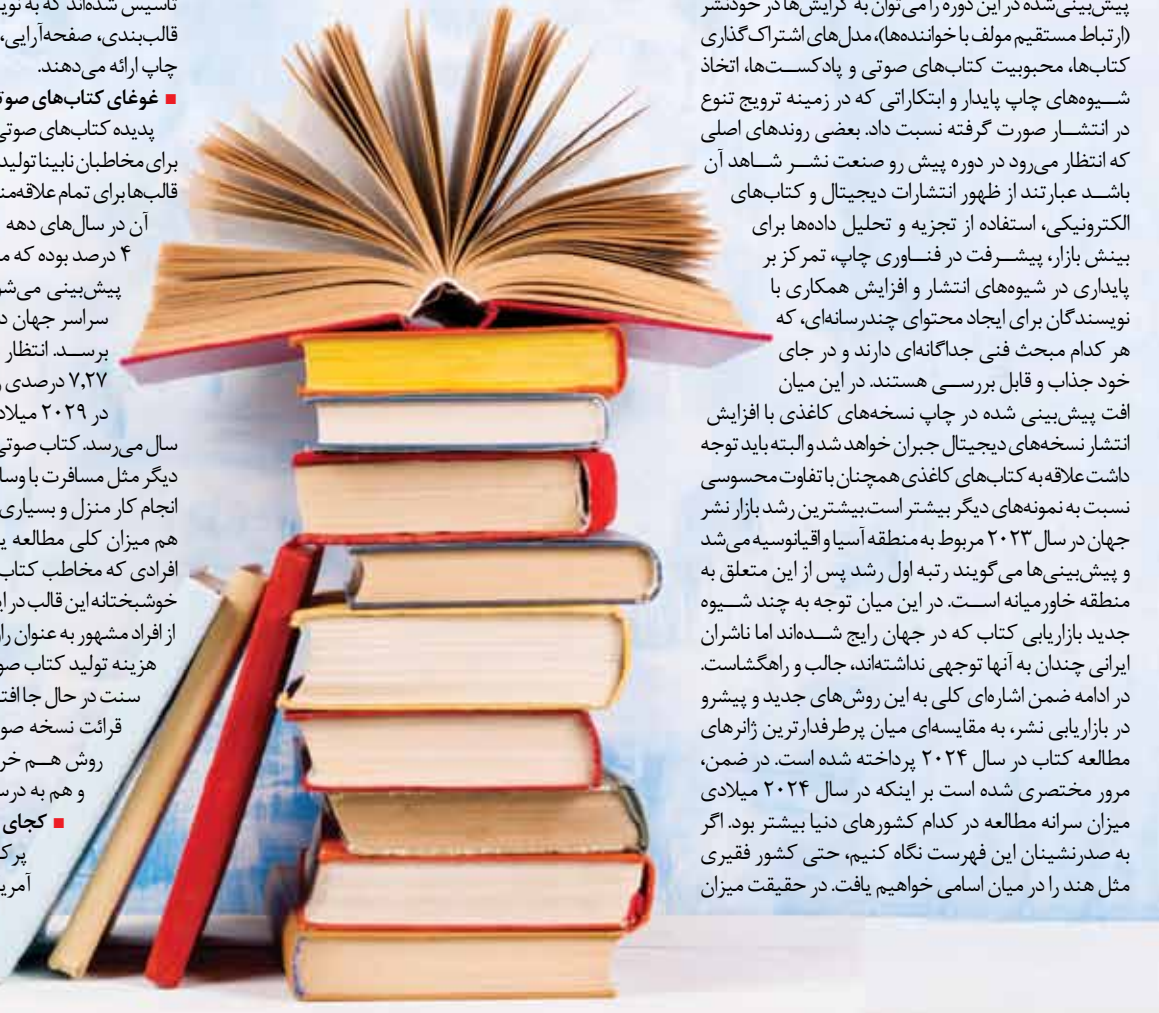 پیش‌بینی‌شده در این دوره را می‌توان به گرایش‌ها در خودنشر
(ارتباط مستقیم مولف با خواننده‌ها)، مدل‌های اشتراک‌گذاری
کتاب‌ها، محبوبیت کتاب‌های صوتی و پادکست‌ها، اتخاذ
شیوه‌های چاپ پایدار و ابتکاراتی که در زمینه ترویج تنوع
در انتشار صورت گرفته نسبت داد. بعضی روندهای اصلی
که انتظار می‌رود در دوره پیش رو صنعت نشر شاهد آن
باشد عبارتند از ظهور انتشارات دیجیتال و کتاب‌های
الکترونیکی، استفاده از تجزیه و تحلیل داده‌ها برای
بینش بازار، پیشرفت در فناوری چاپ، تمرکز بر
پایداری در شیوه‌های انتشار و افزایش همکاری با
نویسندگان برای ایجاد محتوای چندرسانه‌ای، که
هر کدام مبحث فنی جداگانه‌ای دارند و در جای
خود جذاب و قابل بررسی هستند. در این میان
افت پیش‌بینی شده در چاپ نسخه‌های کاغذی با افزایش
انتشار نسخه‌های دیجیتال جبران خواهد شد و البته باید توجه
داشت علاقه به کتاب‌های کاغذی همچنان با تفاوت محسوسی
نسبت به نمونه‌های دیگر بیشتر است.بیشترین رشد بازار نشر
جهان در سال ۲۰۲۳ مربوط به منطقه آسیا و اقیانوسیه می‌شد
و پیش‌بینی‌ها می‌گویند رتبه اول رشد پس از این متعلق به
منطقه خاورمیانه است. در این میان توجه به چند شیوه
جدید بازاریابی کتاب که در جهان رایج شده‌اند اما ناشران
ایرانی چندان به آنها توجهی نداشته‌اند، جالب و راهگشاست.
در ادامه ضمن اشاره‌ای کلی به این روش‌های جدید و پیشرو
در بازاریابی نشر، به مقایسه‌ای میان پرطرفدارترین ژانرهای
مطالعه کتاب در سال ۲۰۲۴ پرداخته شده است. در ضمن،
مرور مختصری شده است بر اینکه در سال ۲۰۲۴ میلادی
میزان سرانه مطالعه در کدام کشورهای دنیا بیشتر بود. اگر
به صدرنشینان این فهرست نگاه کنیم، حتی کشور فقیری
مثل هند را در میان اسامی خواهیم یافت. در حقیقت میزان
تاسیس شده‌اند که به
قالب‌بندی، صفحه‌آرایی،
چاپ ارائه می‌دهند.
■ غوغای کتاب‌های
پدیده کتاب‌های صوتی
برای مخاطبان نابینا تولید
قالب‌ها برای تمام
آن در سال‌های دهه
۴ درصد بوده که
پیش‌بینی
سراسر جهان
برسد. انتظار
۷٫۲۷ درصدی
در ۲۰۲۹
سال می‌رسد. کتاب صوتی
دیگر مثل مسافرت با
انجام کار منزل و بسیاری
هم میزان کلی مطالعه
افرادی که مخاطب کتاب
خوشبختانه این قالب در
از افراد مشهور به عنوان
هزینه تولید کتاب
سنت در حال جا
قرائت نسخه
روش هم
و هم به
■ کجای